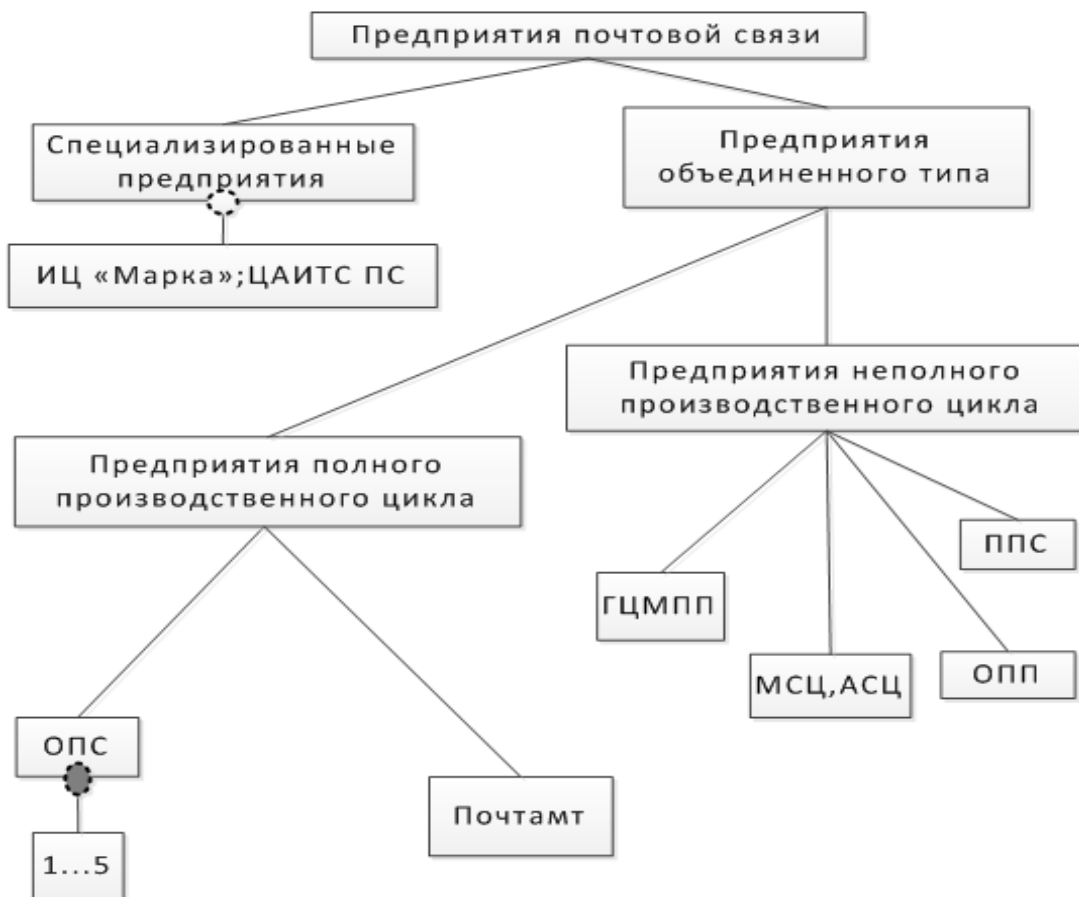 Предприятия почтовой связи
Специализированные
предприятия
Предприятия
объединенного типа
ИЦ «Марка»;ЦАИТС ПС
Предприятия неполного
производственного цикла
Предприятия полного
производственного цикла
ППС
ГЦМПП
МСЦ,АСЦ
ОПП
ОПС
Почтамт
1...5